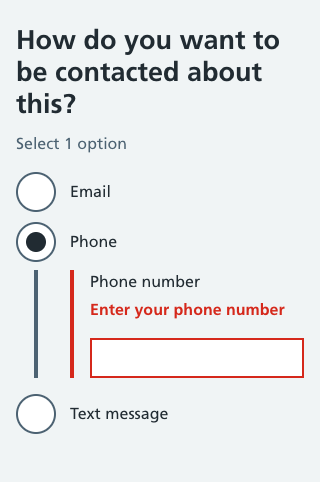 How do you want to
be contacted about
this?
Select 1 option
Email
Phone
Phone number
Enter your phone number
Text message